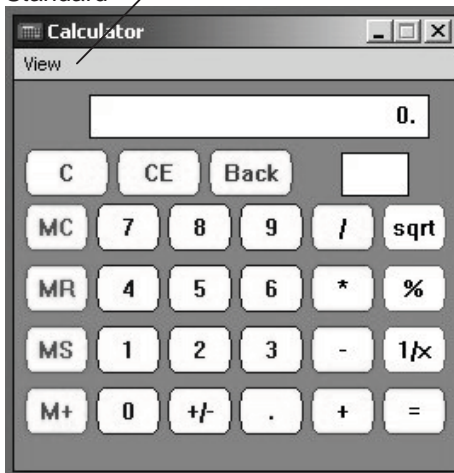 Standard
Calculator
View
0.
C CE Back
MC 7 8 9 / sqrt
MR 4 5 6 * %
MS 1 2 3 - 1/x
M+ 0 +/- . + =